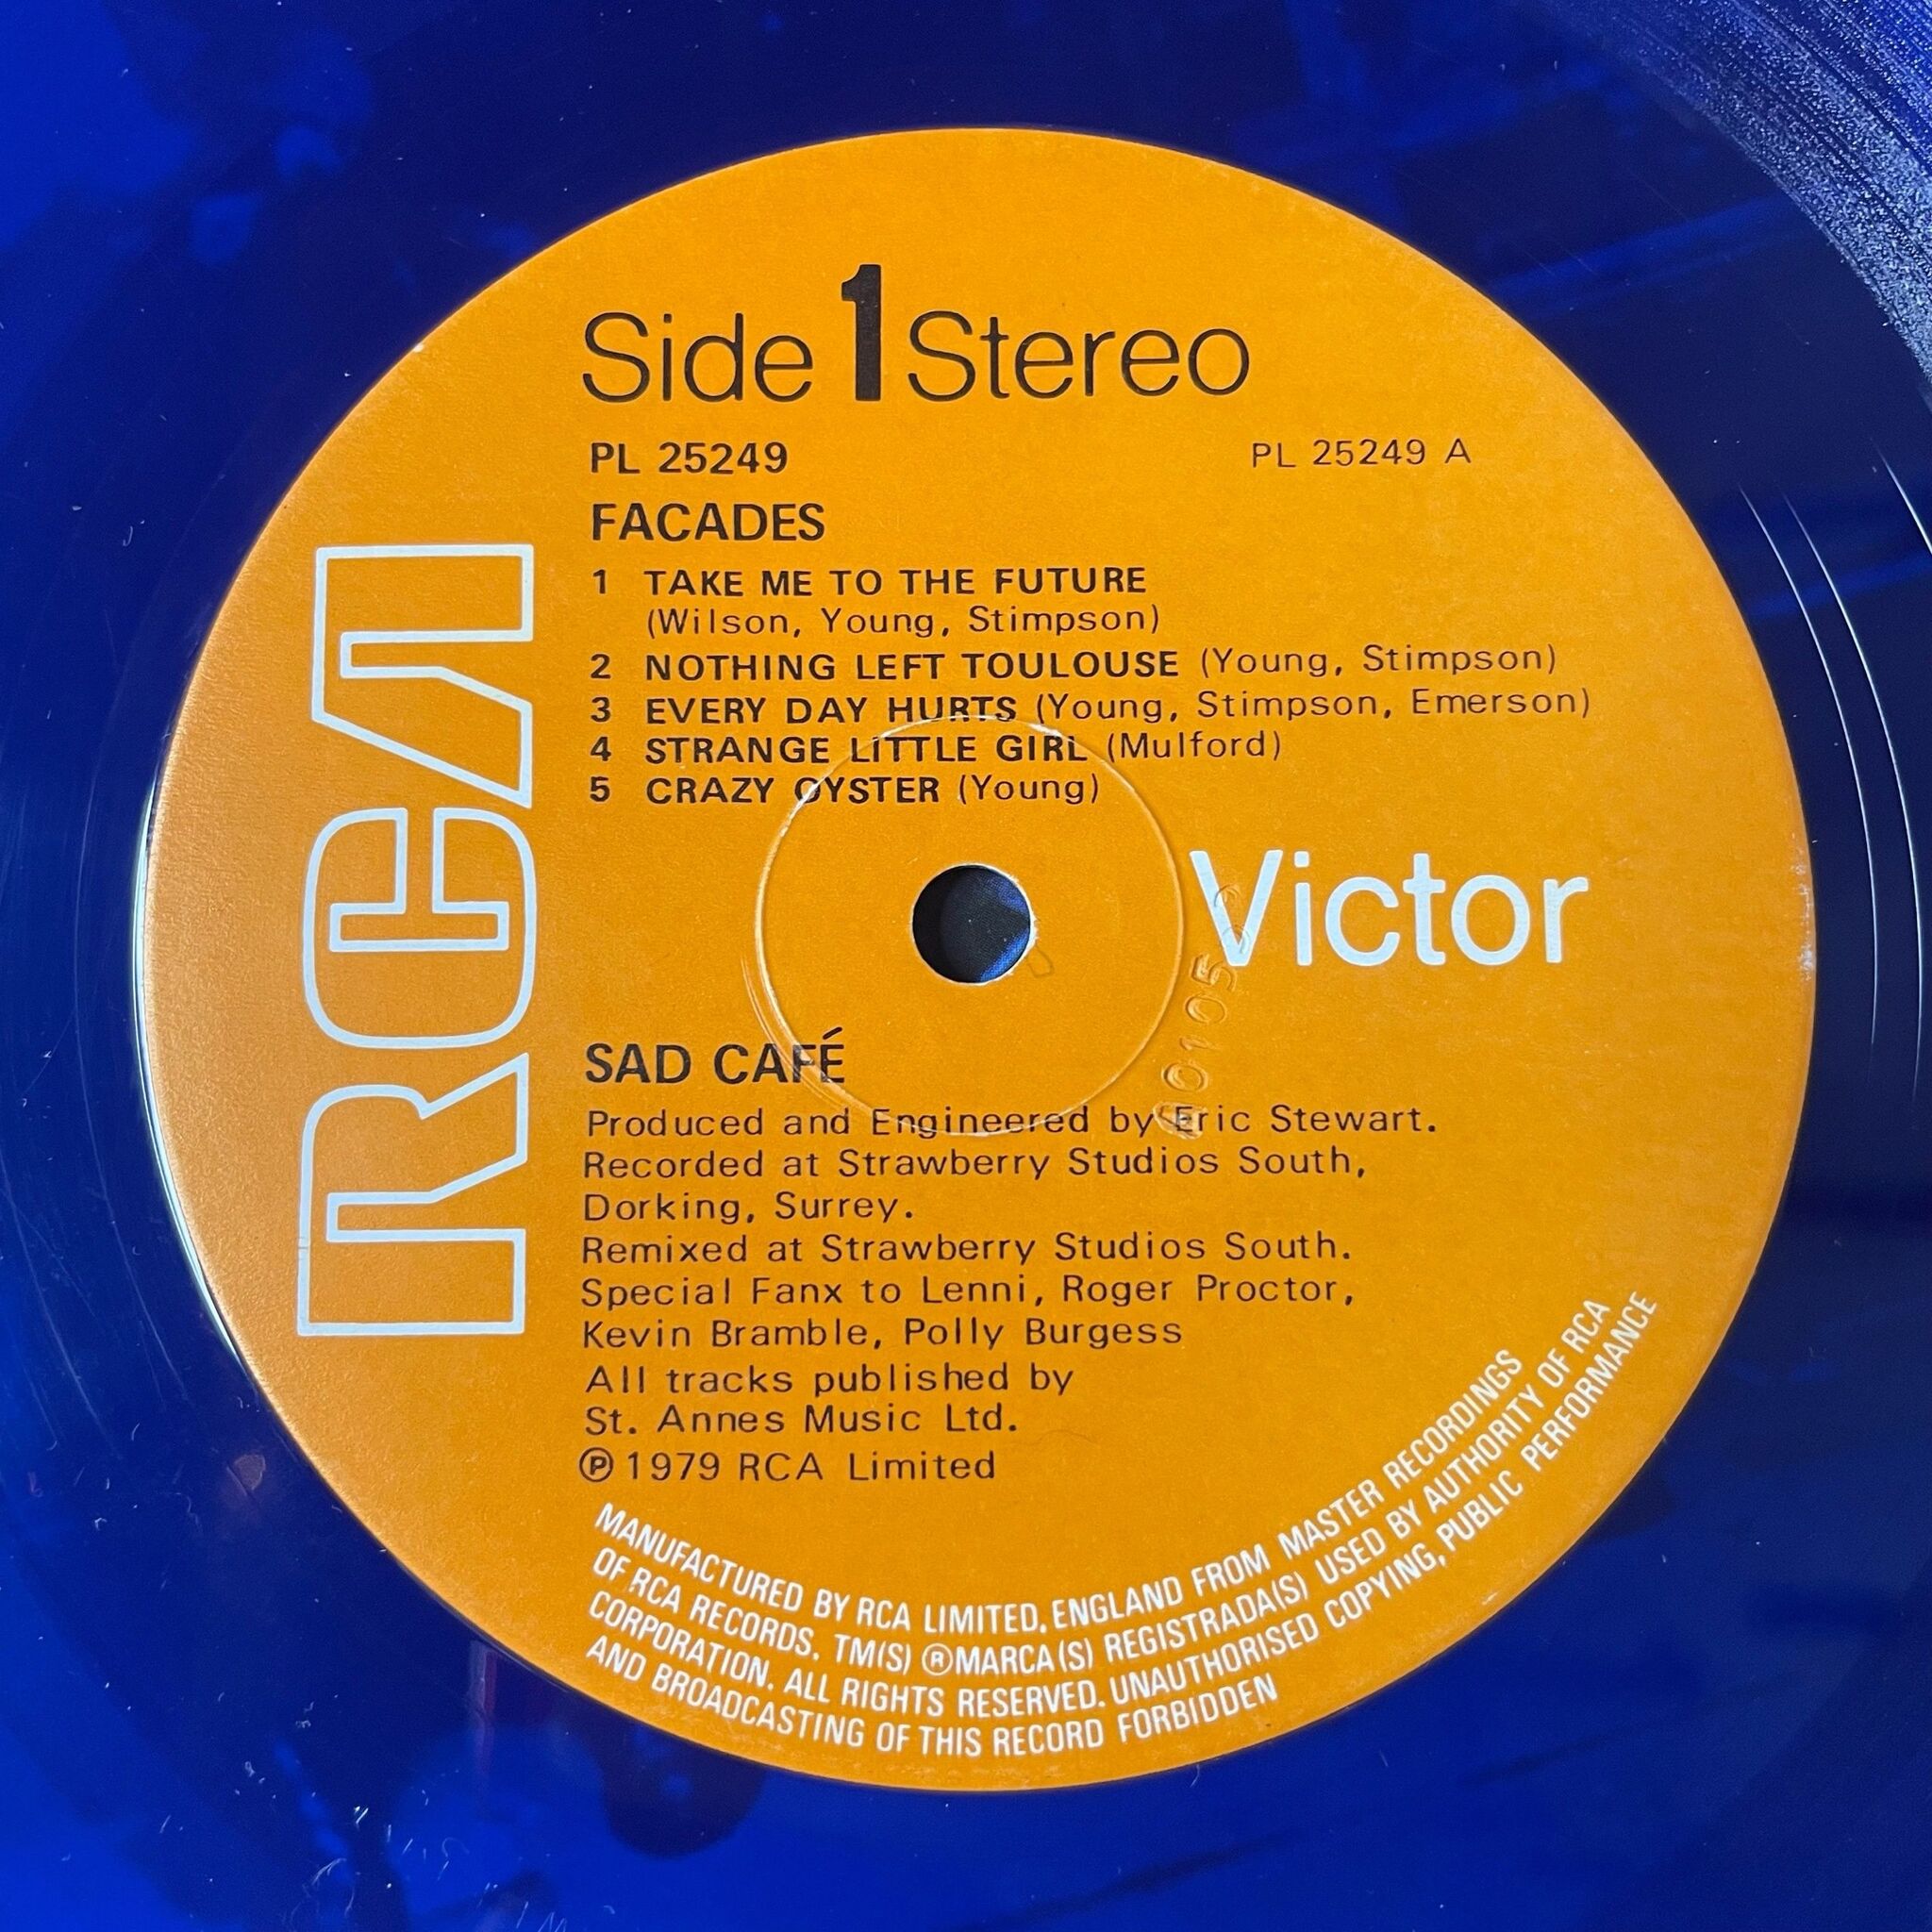 Side 1 Stereo
PL 25249 PL 25249 A
FACADES
1 TAKE ME TO THE FUTURE
(Wilson, Young, Stimpson)
2 NOTHING LEFT TOULOUSE (Young, Stimpson)
3 EVERY DAY HURTS (Young, Stimpson, Emerson)
4 STRANGE LITTLE GIRL (Mulford)
5 CRAZY OYSTER (Young)
RCA
Victor
SAD CAFÉ
Produced and Engineered by Eric Stewart.
Recorded at Strawberry Studios South,
Dorking, Surrey.
Remixed at Strawberry Studios South.
Special Fanx to Lenni, Roger Proctor,
Kevin Bramble, Polly Burgess
All tracks published by
St. Annes Music Ltd.
℗ 1979 RCA Limited
MANUFACTURED BY RCA LIMITED, ENGLAND FROM MASTER RECORDINGS
OF RCA RECORDS. TM(S) ® MARCA(S) REGISTRADA(S) USED BY AUTHORITY OF RCA
CORPORATION. ALL RIGHTS RESERVED. UNAUTHORISED COPYING, PUBLIC PERFORMANCE
AND BROADCASTING OF THIS RECORD FORBIDDEN